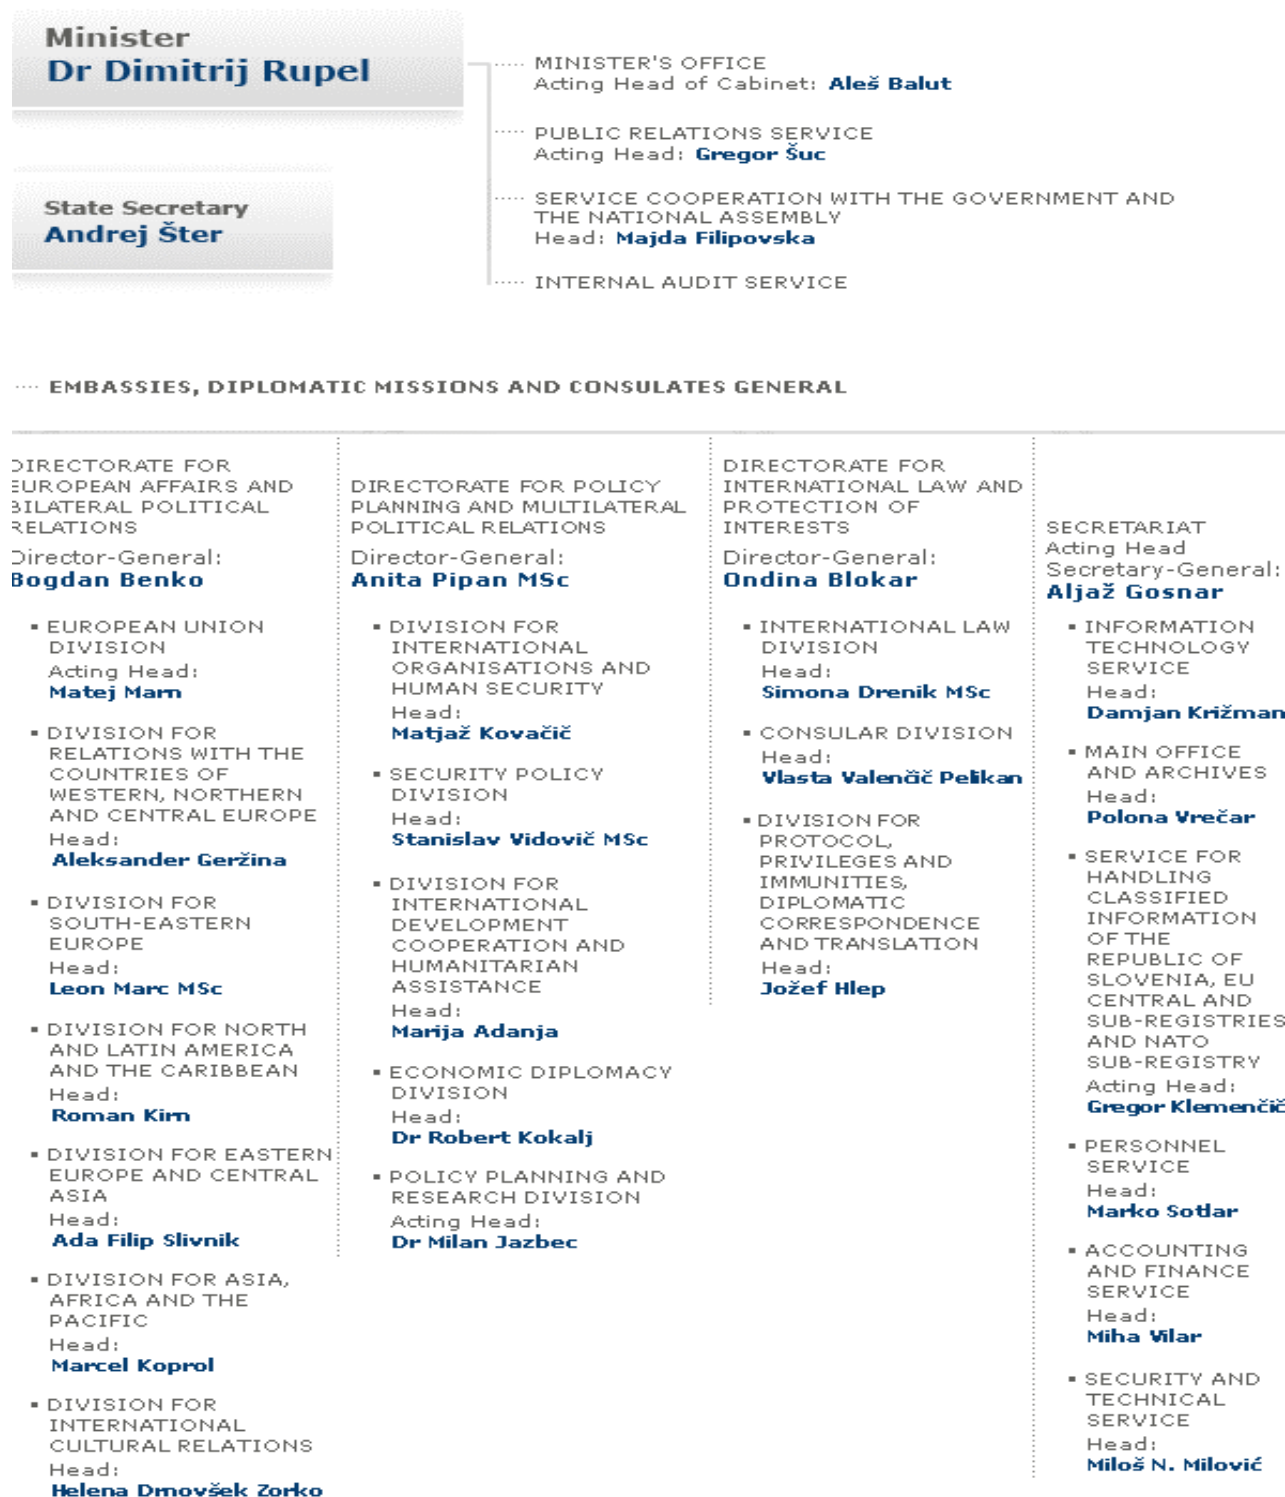 Minister
Dr Dimitrij Rupel
State Secretary
Andrej Šter
MINISTER'S OFFICE
Acting Head of Cabinet: Aleš Balut
PUBLIC RELATIONS SERVICE
Acting Head: Gregor Šuc
SERVICE COOPERATION WITH THE GOVERNMENT AND
THE NATIONAL ASSEMBLY
Head: Majda Filipovska
INTERNAL AUDIT SERVICE
EMBASSIES, DIPLOMATIC MISSIONS AND CONSULATES GENERAL
DIRECTORATE FOR
EUROPEAN AFFAIRS AND
BILATERAL POLITICAL
RELATIONS
Director-General:
Bogdan Benko
▪ EUROPEAN UNION
DIVISION
Acting Head:
Matej Marn
▪ DIVISION FOR
RELATIONS WITH THE
COUNTRIES OF
WESTERN, NORTHERN
AND CENTRAL EUROPE
Head:
Aleksander Geržina
▪ DIVISION FOR
SOUTH-EASTERN
EUROPE
Head:
Leon Marc MSc
▪ DIVISION FOR NORTH
AND LATIN AMERICA
AND THE CARIBBEAN
Head:
Roman Kirn
▪ DIVISION FOR EASTERN
EUROPE AND CENTRAL
ASIA
Head:
Ada Filip Slivnik
▪ DIVISION FOR ASIA,
AFRICA AND THE
PACIFIC
Head:
Marcel Koprol
▪ DIVISION FOR
INTERNATIONAL
CULTURAL RELATIONS
Head:
Helena Drnovšek Zorko
DIRECTORATE FOR POLICY
PLANNING AND MULTILATERAL
POLITICAL RELATIONS
Director-General:
Anita Pipan MSc
▪ DIVISION FOR
INTERNATIONAL
ORGANISATIONS AND
HUMAN SECURITY
Head:
Matjaž Kovačič
▪ SECURITY POLICY
DIVISION
Head:
Stanislav Vidovič MSc
▪ DIVISION FOR
INTERNATIONAL
DEVELOPMENT
COOPERATION AND
HUMANITARIAN
ASSISTANCE
Head:
Marija Adanja
▪ ECONOMIC DIPLOMACY
DIVISION
Head:
Dr Robert Kokalj
▪ POLICY PLANNING AND
RESEARCH DIVISION
Acting Head:
Dr Milan Jazbec
DIRECTORATE FOR
INTERNATIONAL LAW AND
PROTECTION OF
INTERESTS
Director-General:
Ondina Blokar
▪ INTERNATIONAL LAW
DIVISION
Head:
Simona Drenik MSc
▪ CONSULAR DIVISION
Head:
Vlasta Valenčič Pelikan
▪ DIVISION FOR
PROTOCOL,
PRIVILEGES AND
IMMUNITIES,
DIPLOMATIC
CORRESPONDENCE
AND TRANSLATION
Head:
Jožef Hlep
SECRETARIAT
Acting Head
Secretary-General:
Aljaž Gosnar
▪ INFORMATION
TECHNOLOGY
SERVICE
Head:
Damjan Križman
▪ MAIN OFFICE
AND ARCHIVES
Head:
Polona Vrečar
▪ SERVICE FOR
HANDLING
CLASSIFIED
INFORMATION
OF THE
REPUBLIC OF
SLOVENIA, EU
CENTRAL AND
SUB-REGISTRIES
AND NATO
SUB-REGISTRY
Acting Head:
Gregor Klemenčič
▪ PERSONNEL
SERVICE
Head:
Marko Sotlar
▪ ACCOUNTING
AND FINANCE
SERVICE
Head:
Miha Vilar
▪ SECURITY AND
TECHNICAL
SERVICE
Head:
Miloš N. Milović